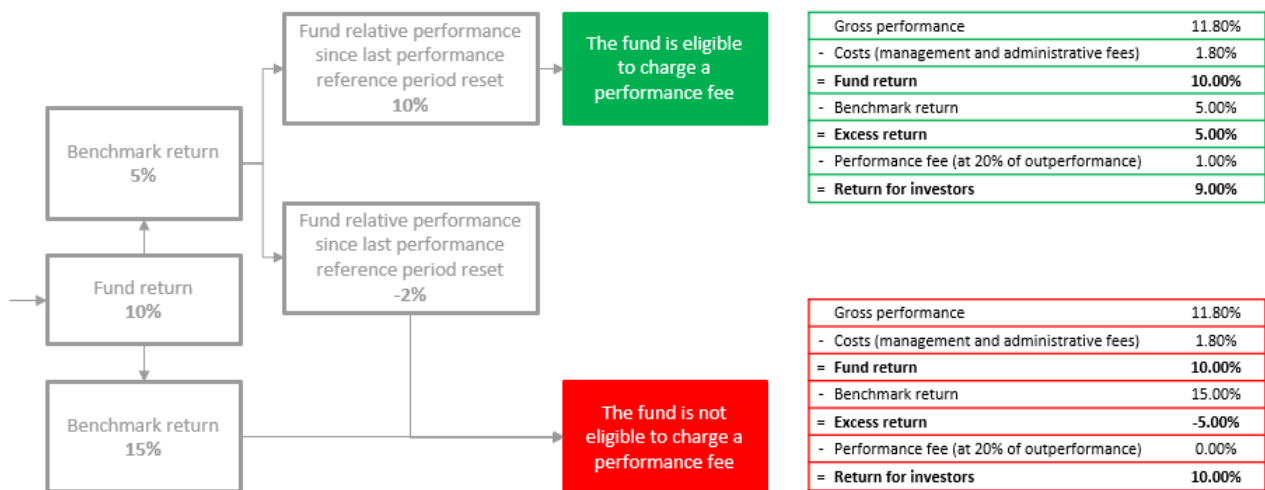 Fund relative performance
since last performance
reference period reset
10%
The fund is eligible
to charge a
performance fee
Benchmark return
5%
Fund relative performance
since last performance
reference period reset
-2%
Fund return
10%
Benchmark return
15%
The fund is not
eligible to charge a
performance fee
Gross performance 11.80%
- Costs (management and administrative fees) 1.80%
= Fund return 10.00%
- Benchmark return 5.00%
= Excess return 5.00%
- Performance fee (at 20% of outperformance) 1.00%
= Return for investors 9.00%
Gross performance 11.80%
- Costs (management and administrative fees) 1.80%
= Fund return 10.00%
- Benchmark return 15.00%
= Excess return -5.00%
- Performance fee (at 20% of outperformance) 0.00%
= Return for investors 10.00%